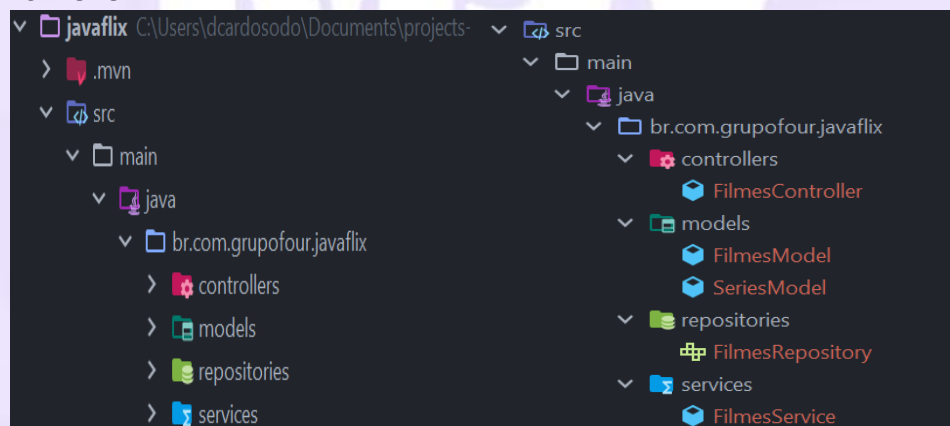 javaflix C:\Users\dcardosodo\Documents\projects-
.mvn
src
main
java
br.com.grupofour.javaflix
controllers
models
repositories
services
src
main
java
br.com.grupofour.javaflix
controllers
FilmesController
models
FilmesModel
SeriesModel
repositories
FilmesRepository
services
FilmesService